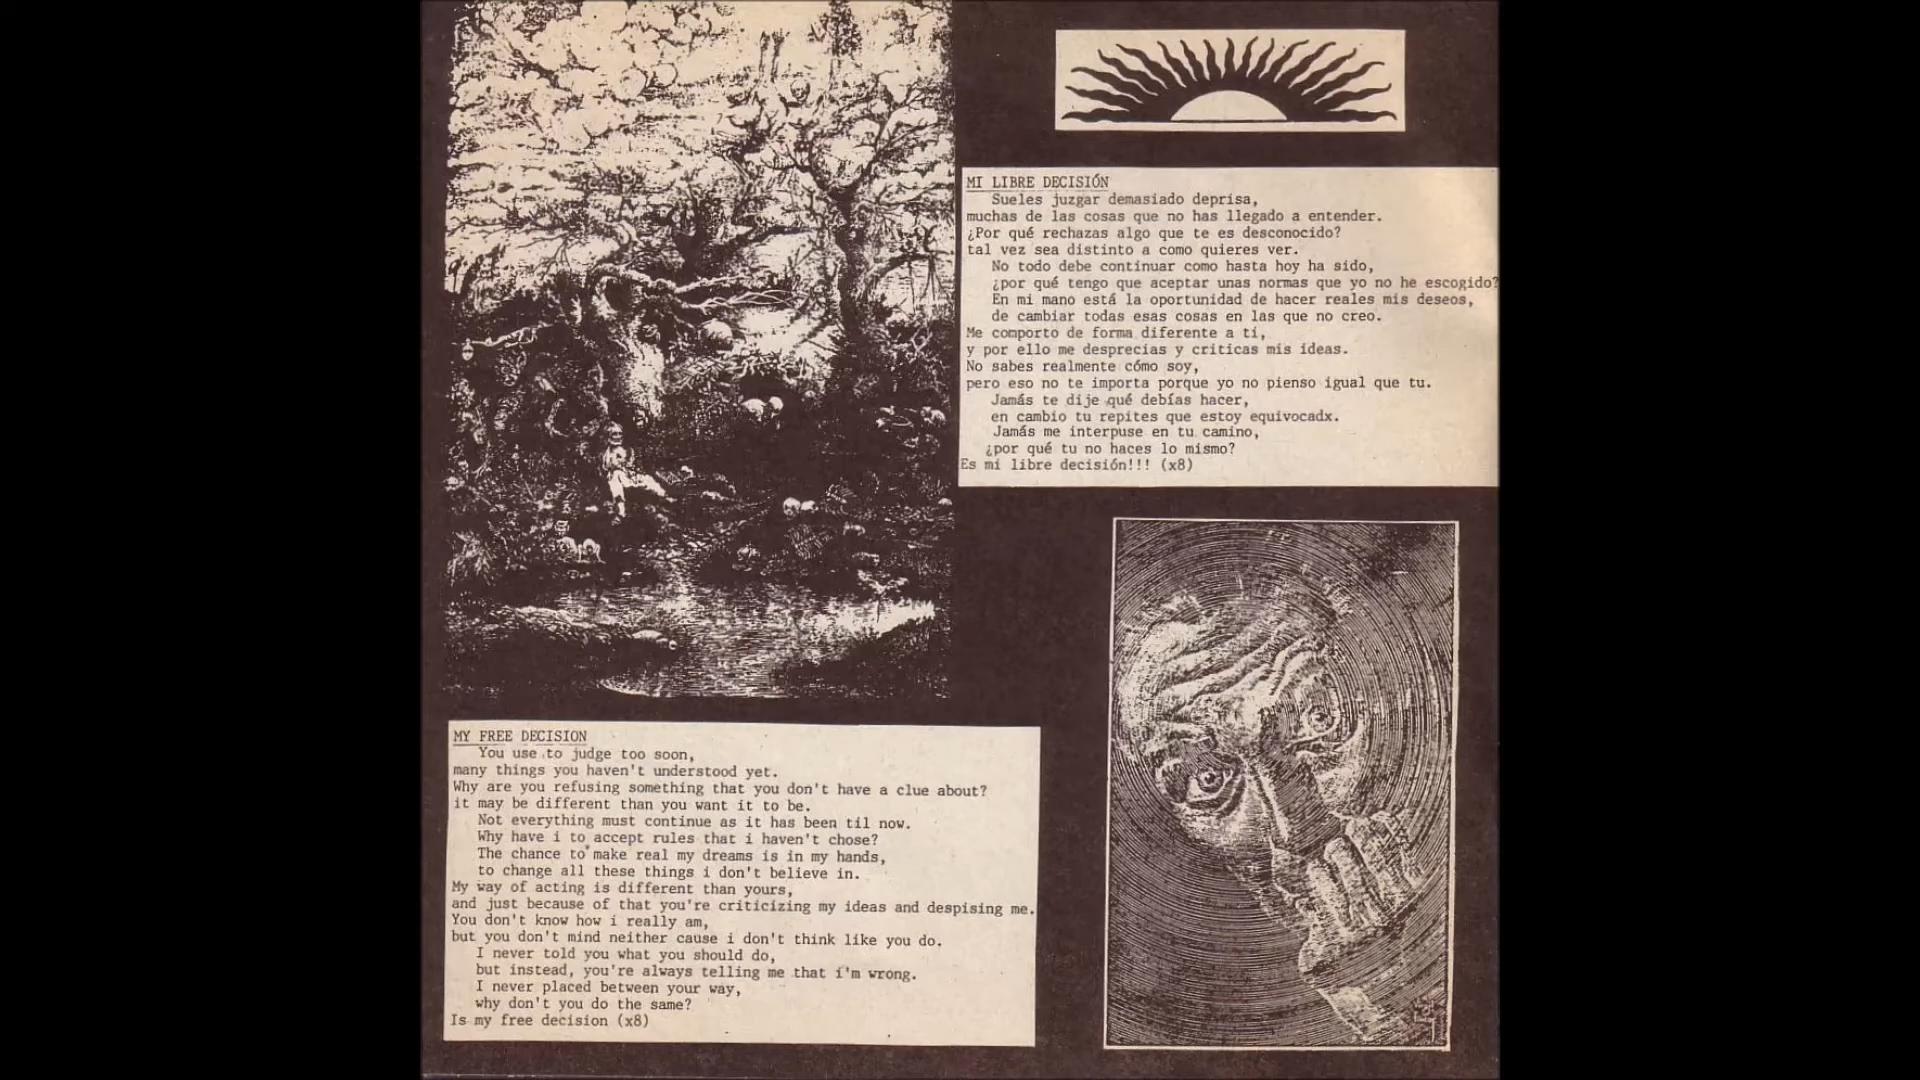 MI LIBRE DECISIÓN
Sueles juzgar demasiado deprisa,
muchas de las cosas que no has llegado a entender.
¿Por qué rechazas algo que te es desconocido?
tal vez sea distinto a como quieres ver.
No todo debe continuar como hasta hoy ha sido,
¿por qué tengo que aceptar unas normas que yo no he escogido?
En mi mano está la oportunidad de hacer reales mis deseos,
de cambiar todas esas cosas en las que no creo.
Me comporto de forma diferente a ti,
y por ello me desprecias y criticas mis ideas.
No sabes realmente cómo soy,
pero eso no te importa porque yo no pienso igual que tu.
Jamás te dije qué debías hacer,
en cambio tu repites que estoy equivocadx.
Jamás me interpuse en tu camino,
¿por qué tu no haces lo mismo?
Es mi libre decisión!!! (x8)
MY FREE DECISION
You use to judge too soon,
many things you haven't understood yet.
Why are you refusing something that you don't have a clue about?
it may be different than you want it to be.
Not everything must continue as it has been til now.
Why have i to accept rules that i haven't chose?
The chance to make real my dreams is in my hands,
to change all these things i don't believe in.
My way of acting is different than yours,
and just because of that you're criticizing my ideas and despising me.
You don't know how i really am,
but you don't mind neither cause i don't think like you do.
I never told you what you should do,
but instead, you're always telling me that i'm wrong.
I never placed between your way,
why don't you do the same?
Is my free decision (x8)